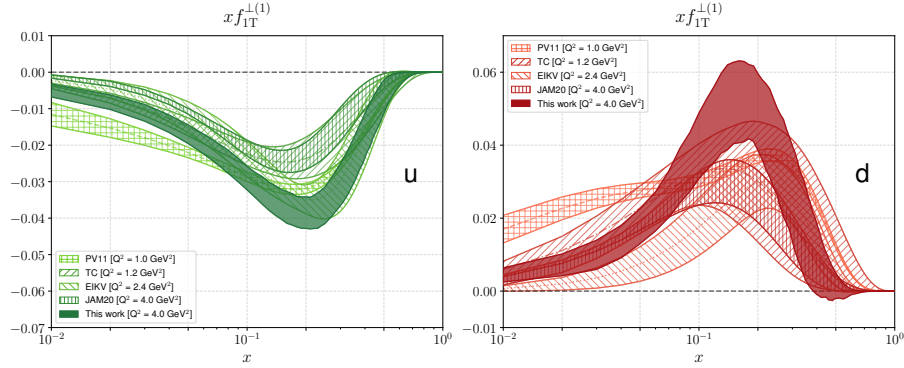 xf_{1T}^{⊥(1)}
0.01
0.00
−0.01
−0.02
−0.03
−0.04
−0.05
−0.06
−0.07
u
PV11 [Q² = 1.0 GeV²]
TC [Q² = 1.2 GeV²]
EIKV [Q² = 2.4 GeV²]
JAM20 [Q² = 4.0 GeV²]
This work [Q² = 4.0 GeV²]
10⁻²
10⁻¹
10⁰
x
xf_{1T}^{⊥(1)}
PV11 [Q² = 1.0 GeV²]
TC [Q² = 1.2 GeV²]
EIKV [Q² = 2.4 GeV²]
JAM20 [Q² = 4.0 GeV²]
This work [Q² = 4.0 GeV²]
0.06
0.04
0.02
0.00
−0.01
d
10⁻²
10⁻¹
10⁰
x